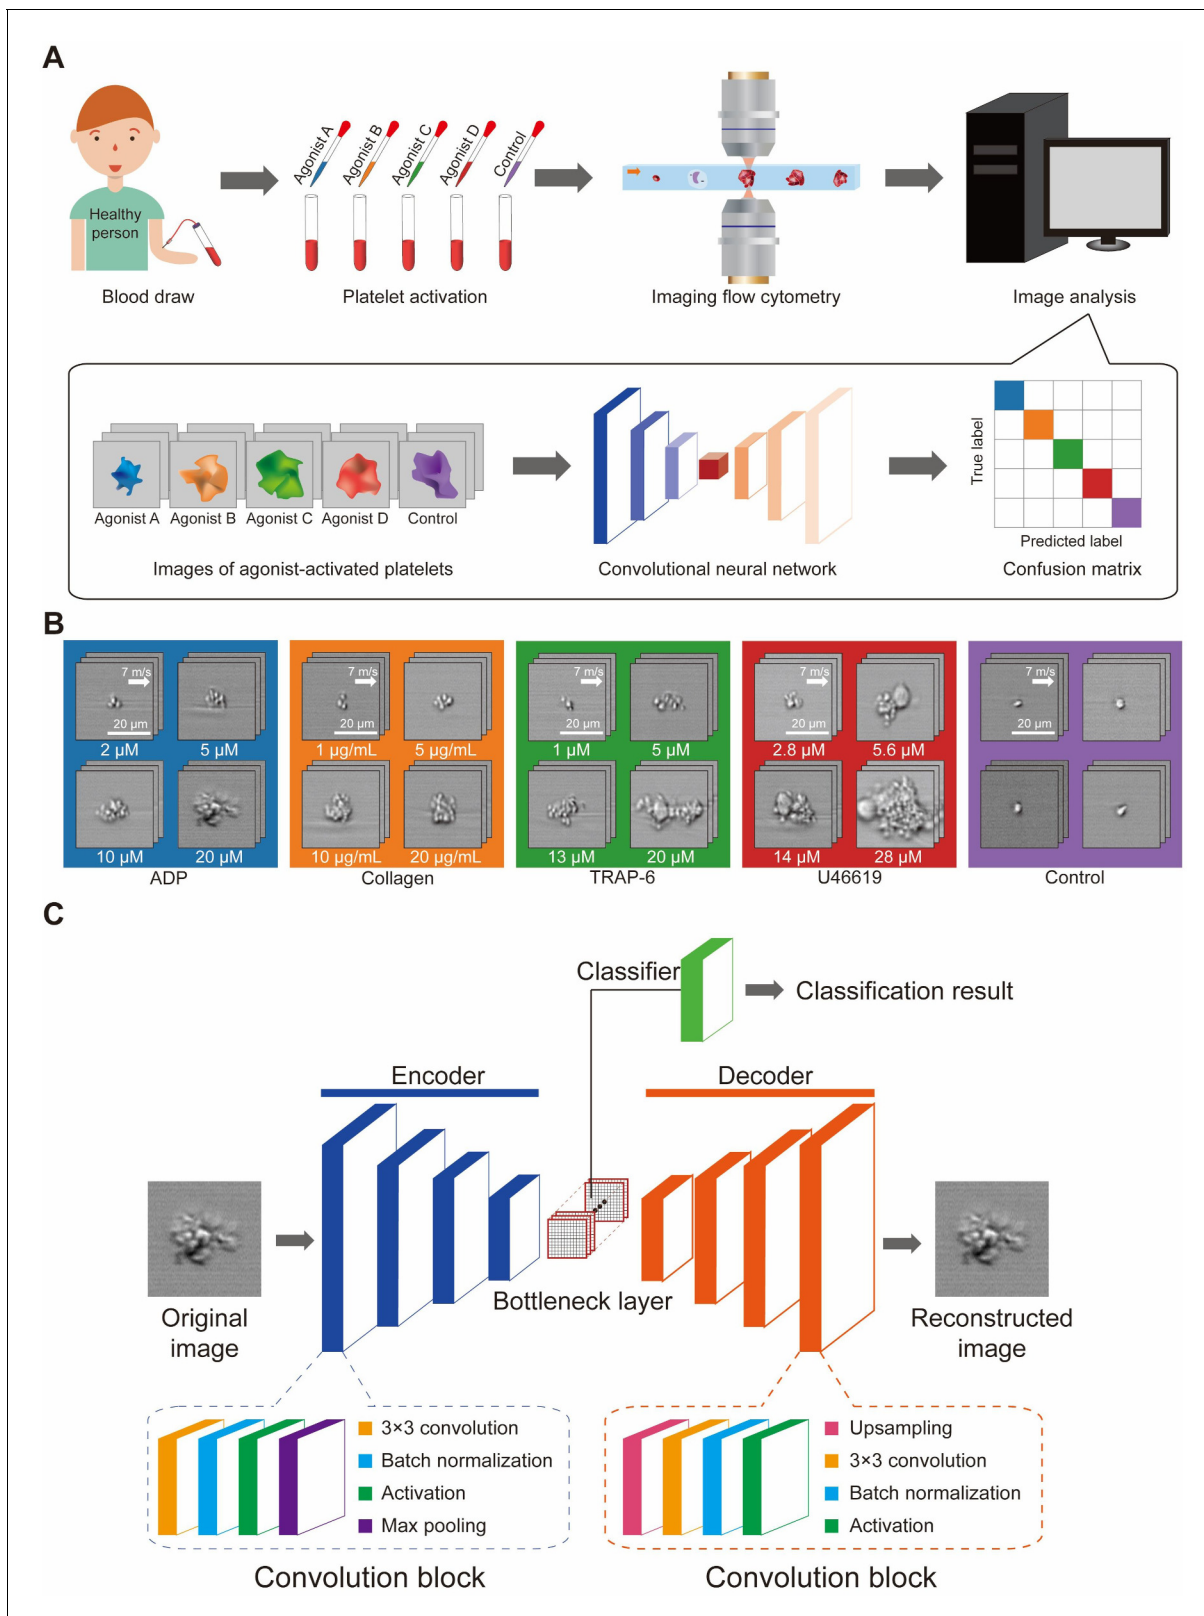 A
Agonist A
Agonist B
Agonist C
Agonist D
Control
Healthy
person
Blood draw
Platelet activation
Imaging flow cytometry
Image analysis
Agonist A
Agonist B
Agonist C
Agonist D
Control
True label
Predicted label
Images of agonist-activated platelets
Convolutional neural network
Confusion matrix
B
7 m/s
20 µm
2 µM
5 µM
10 µM
20 µM
ADP
7 m/s
20 µm
1 µg/mL
5 µg/mL
10 µg/mL
20 µg/mL
Collagen
7 m/s
20 µm
1 µM
5 µM
13 µM
20 µM
TRAP-6
7 m/s
20 µm
2.8 µM
5.6 µM
14 µM
28 µM
U46619
7 m/s
20 µm
Control
C
Classifier
Classification result
Encoder
Decoder
Bottleneck layer
Original
image
Reconstructed
image
3×3 convolution
Batch normalization
Activation
Max pooling
Convolution block
Upsampling
3×3 convolution
Batch normalization
Activation
Convolution block